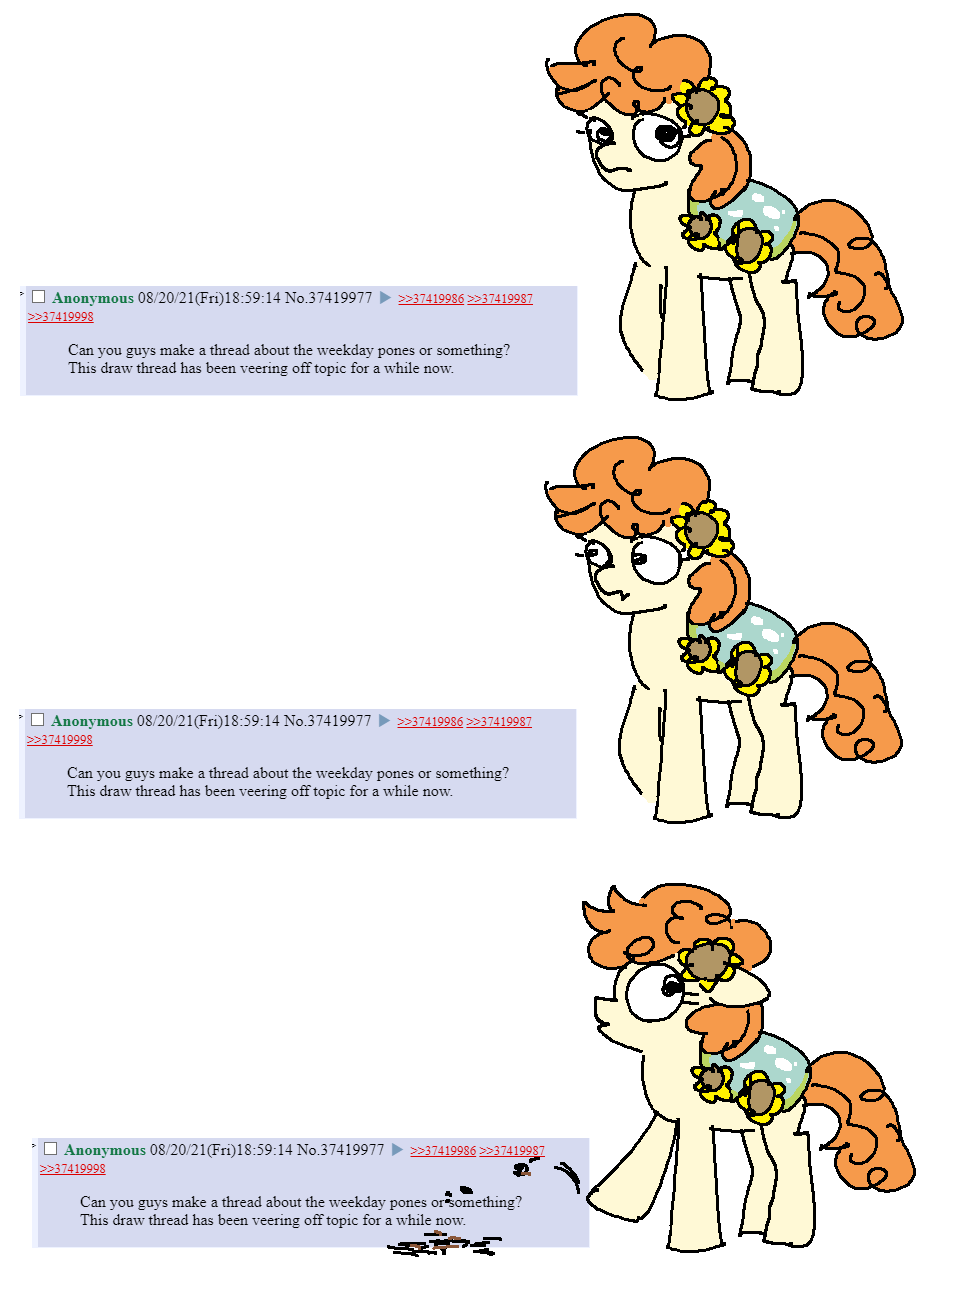 Anonymous 08/20/21(Fri)18:59:14 No.37419977 ▶ >>37419986 >>37419987
>>37419998
Can you guys make a thread about the weekday pones or something?
This draw thread has been veering off topic for a while now.
Anonymous 08/20/21(Fri)18:59:14 No.37419977 ▶ >>37419986 >>37419987
>>37419998
Can you guys make a thread about the weekday pones or something?
This draw thread has been veering off topic for a while now.
Anonymous 08/20/21(Fri)18:59:14 No.37419977 ▶ >>37419986 >>37419987
>>37419998
Can you guys make a thread about the weekday pones or something?
This draw thread has been veering off topic for a while now.